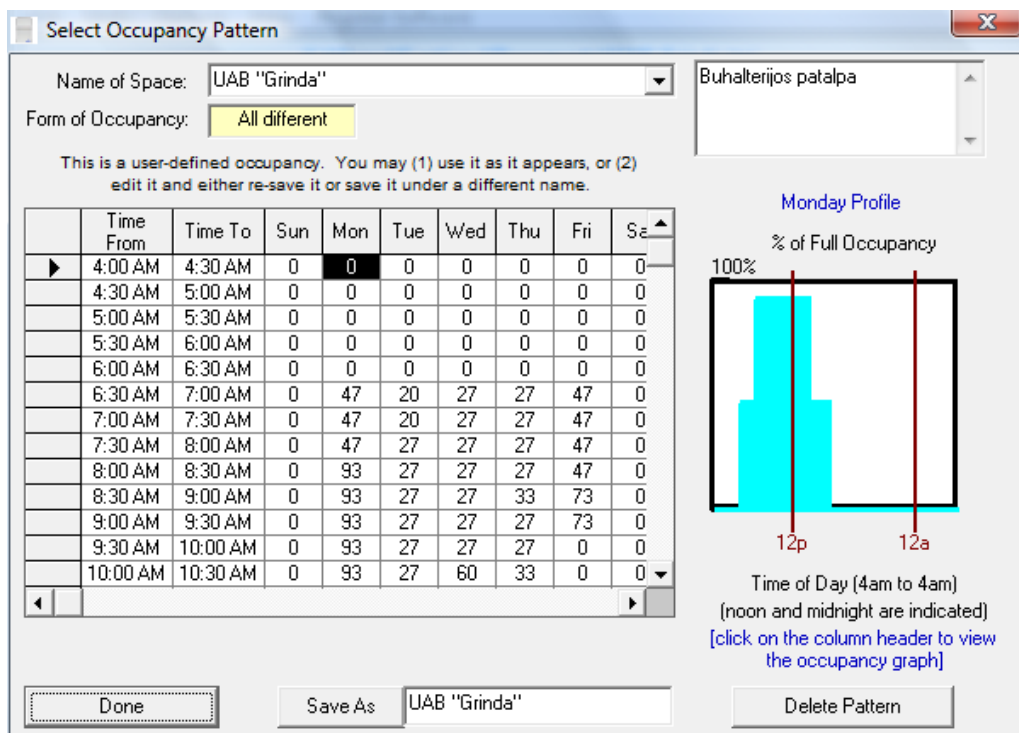 Select Occupancy Pattern
Name of Space: UAB "Grinda"
Buhalterijos patalpa
Form of Occupancy: All different
This is a user-defined occupancy. You may (1) use it as it appears, or (2)
edit it and either re-save it or save it under a different name.
Time From Time To Sun Mon Tue Wed Thu Fri Sa
4:00 AM 4:30 AM 0 0 0 0 0 0 0
4:30 AM 5:00 AM 0 0 0 0 0 0 0
5:00 AM 5:30 AM 0 0 0 0 0 0 0
5:30 AM 6:00 AM 0 0 0 0 0 0 0
6:00 AM 6:30 AM 0 0 0 0 0 0 0
6:30 AM 7:00 AM 0 47 20 27 27 47 0
7:00 AM 7:30 AM 0 47 20 27 27 47 0
7:30 AM 8:00 AM 0 47 27 27 27 47 0
8:00 AM 8:30 AM 0 93 27 27 27 47 0
8:30 AM 9:00 AM 0 93 27 27 33 73 0
9:00 AM 9:30 AM 0 93 27 27 27 73 0
9:30 AM 10:00 AM 0 93 27 27 27 0 0
10:00 AM 10:30 AM 0 93 27 60 33 0 0
Monday Profile
% of Full Occupancy
100%
12p 12a
Time of Day (4am to 4am)
(noon and midnight are indicated)
[click on the column header to view
the occupancy graph]
Done
Save As UAB "Grinda"
Delete Pattern